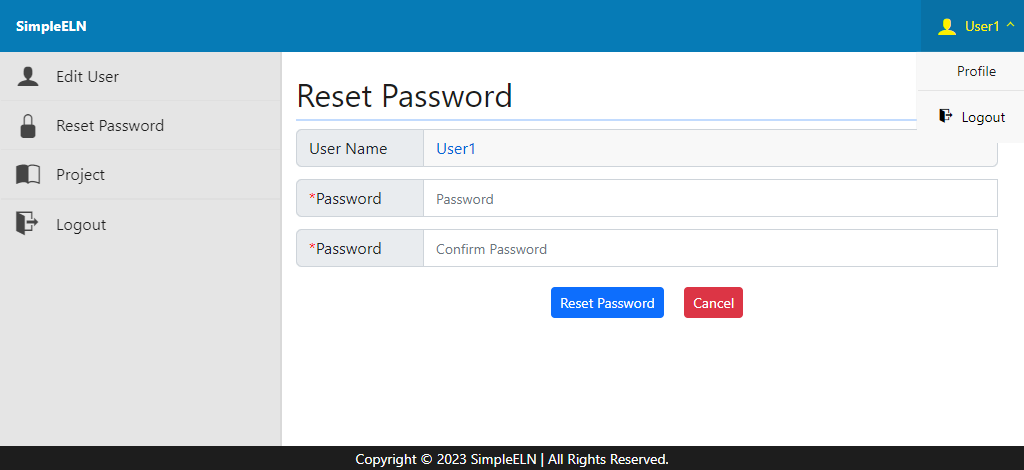 SimpleELN
User1
Profile
Logout
Edit User
Reset Password
Project
Logout
Reset Password
User Name User1
*Password Password
*Password Confirm Password
Reset Password Cancel
Copyright © 2023 SimpleELN | All Rights Reserved.